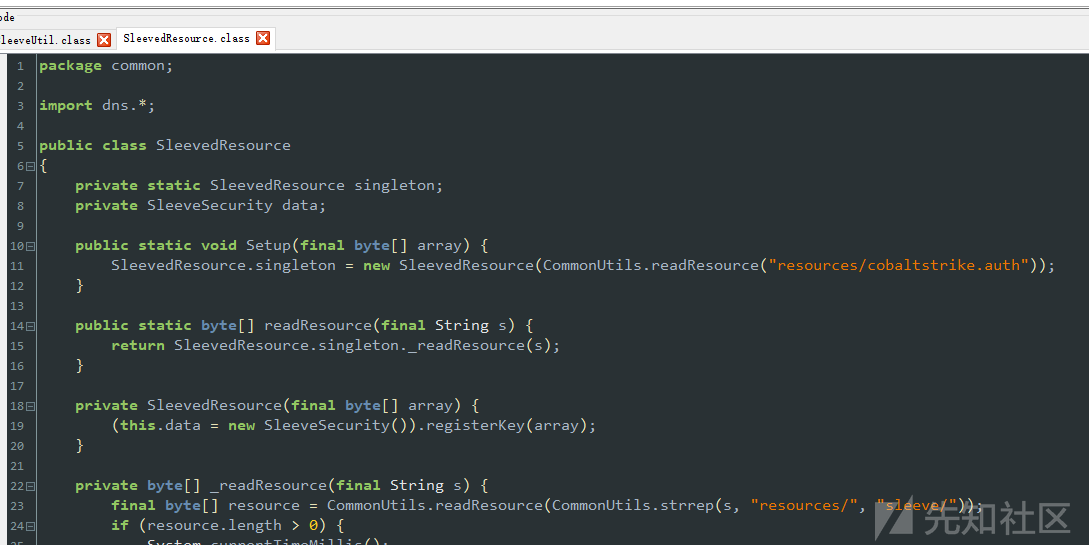 ode
leeveUtil.class SleevedResource.class
1 package common;
2
3 import dns.*;
4
5 public class SleevedResource
6 {
7 private static SleevedResource singleton;
8 private SleeveSecurity data;
9
10 public static void Setup(final byte[] array) {
11 SleevedResource.singleton = new SleevedResource(CommonUtils.readResource("resources/cobaltstrike.auth"));
12 }
13
14 public static byte[] readResource(final String s) {
15 return SleevedResource.singleton._readResource(s);
16 }
17
18 private SleevedResource(final byte[] array) {
19 (this.data = new SleeveSecurity()).registerKey(array);
20 }
21
22 private byte[] _readResource(final String s) {
23 final byte[] resource = CommonUtils.readResource(CommonUtils.strrep(s, "resources/", "sleeve/"));
24 if (resource.length > 0) {
25 System.currentTimeMillis();
先知社区